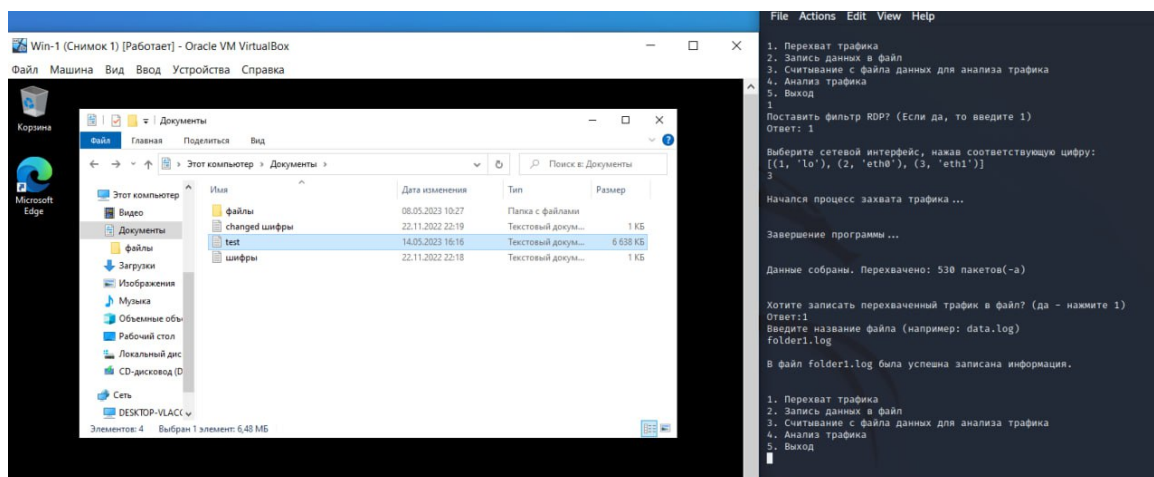 Win-1 (Снимок 1) [Работает] - Oracle VM VirtualBox
Файл Машина Вид Ввод Устройства Справка
Корзина
Microsoft Edge
Документы
Файл Главная Поделиться Вид
Этот компьютер > Документы >
Поиск в: Документы
Этот компьютер
Видео
Документы
файлы
Загрузки
Изображения
Музыка
Объемные объ
Рабочий стол
Локальный дис
CD-дисковод (D
Сеть
DESKTOP-VLAC
Имя Дата изменения Тип Размер
файлы 08.05.2023 10:27 Папка с файлами
changed шифры 22.11.2022 22:19 Текстовый докум... 1 КБ
test 14.05.2023 16:16 Текстовый докум... 6 638 КБ
шифры 22.11.2022 22:18 Текстовый докум... 1 КБ
Элементов: 4 Выбран 1 элемент: 6,48 МБ
File Actions Edit View Help
1. Перехват трафика
2. Запись данных в файл
3. Считывание с файла данных для анализа трафика
4. Анализ трафика
5. Выход
1
Поставить фильтр RDP? (Если да, то введите 1)
Ответ: 1
Выберите сетевой интерфейс, нажав соответствующую цифру:
[(1, 'lo'), (2, 'eth0'), (3, 'eth1')]
3
Начался процесс захвата трафика ...
Завершение программы ...
Данные собраны. Перехвачено: 530 пакетов(-а)
Хотите записать перехваченный трафик в файл? (да - нажмите 1)
Ответ:1
Введите название файла (например: data.log)
folder1.log
В файл folder1.log была успешна записана информация.
1. Перехват трафика
2. Запись данных в файл
3. Считывание с файла данных для анализа трафика
4. Анализ трафика
5. Выход